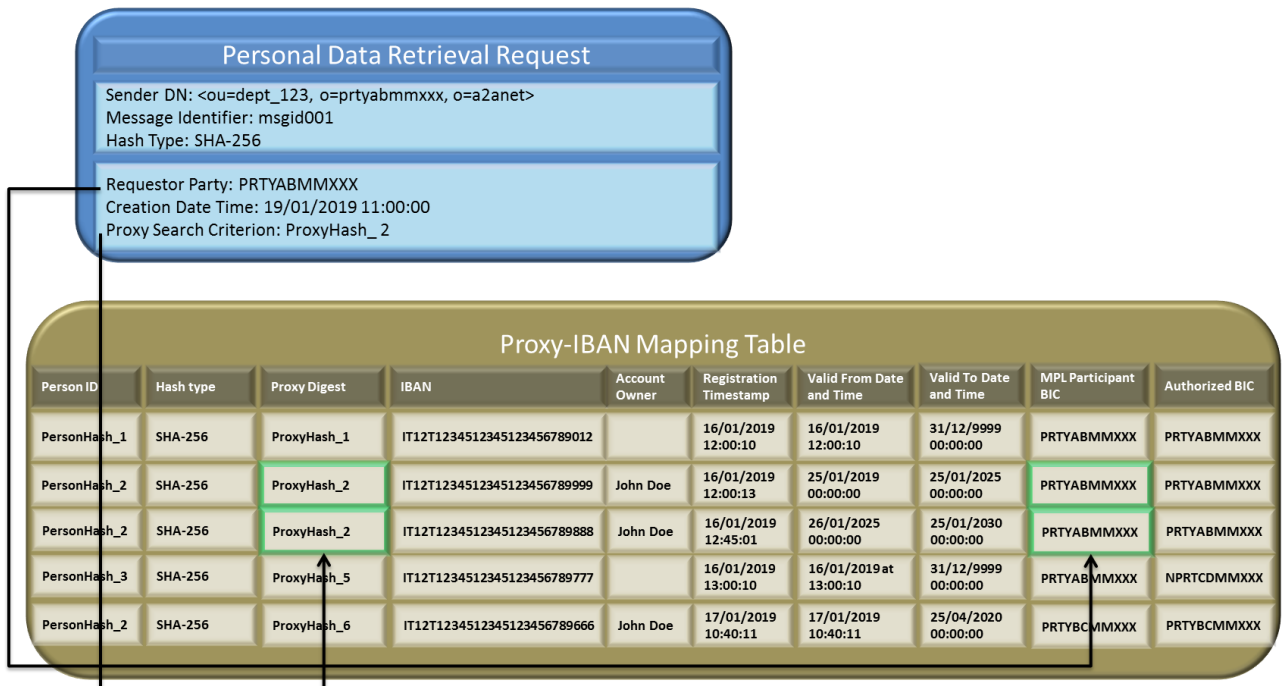 Personal Data Retrieval Request
Sender DN: <ou=dept_123, o=prtyabmmxxx, o=a2anet>
Message Identifier: msgid001
Hash Type: SHA-256
Requestor Party: PRTYABMMXXX
Creation Date Time: 19/01/2019 11:00:00
Proxy Search Criterion: ProxyHash_ 2
Proxy-IBAN Mapping Table
Person ID Hash type Proxy Digest IBAN Account Owner Registration Timestamp Valid From Date and Time Valid To Date and Time MPL Participant BIC Authorized BIC
PersonHash_1 SHA-256 ProxyHash_1 IT12T1234512345123456789012 16/01/2019 12:00:10 16/01/2019 12:00:10 31/12/9999 00:00:00 PRTYABMMXXX PRTYABMMXXX
PersonHash_2 SHA-256 ProxyHash_2 IT12T1234512345123456789999 John Doe 16/01/2019 12:00:13 25/01/2019 00:00:00 25/01/2025 00:00:00 PRTYABMMXXX PRTYABMMXXX
PersonHash_2 SHA-256 ProxyHash_2 IT12T1234512345123456789888 John Doe 16/01/2019 12:45:01 26/01/2025 00:00:00 25/01/2030 00:00:00 PRTYABMMXXX PRTYABMMXXX
PersonHash_3 SHA-256 ProxyHash_5 IT12T1234512345123456789777 16/01/2019 13:00:10 16/01/2019 at 13:00:10 31/12/9999 00:00:00 PRTYABMMXXX NPRTCDMMXXX
PersonHash_2 SHA-256 ProxyHash_6 IT12T1234512345123456789666 John Doe 17/01/2019 10:40:11 17/01/2019 10:40:11 25/04/2020 00:00:00 PRTYBCMMXXX PRTYBCMMXXX